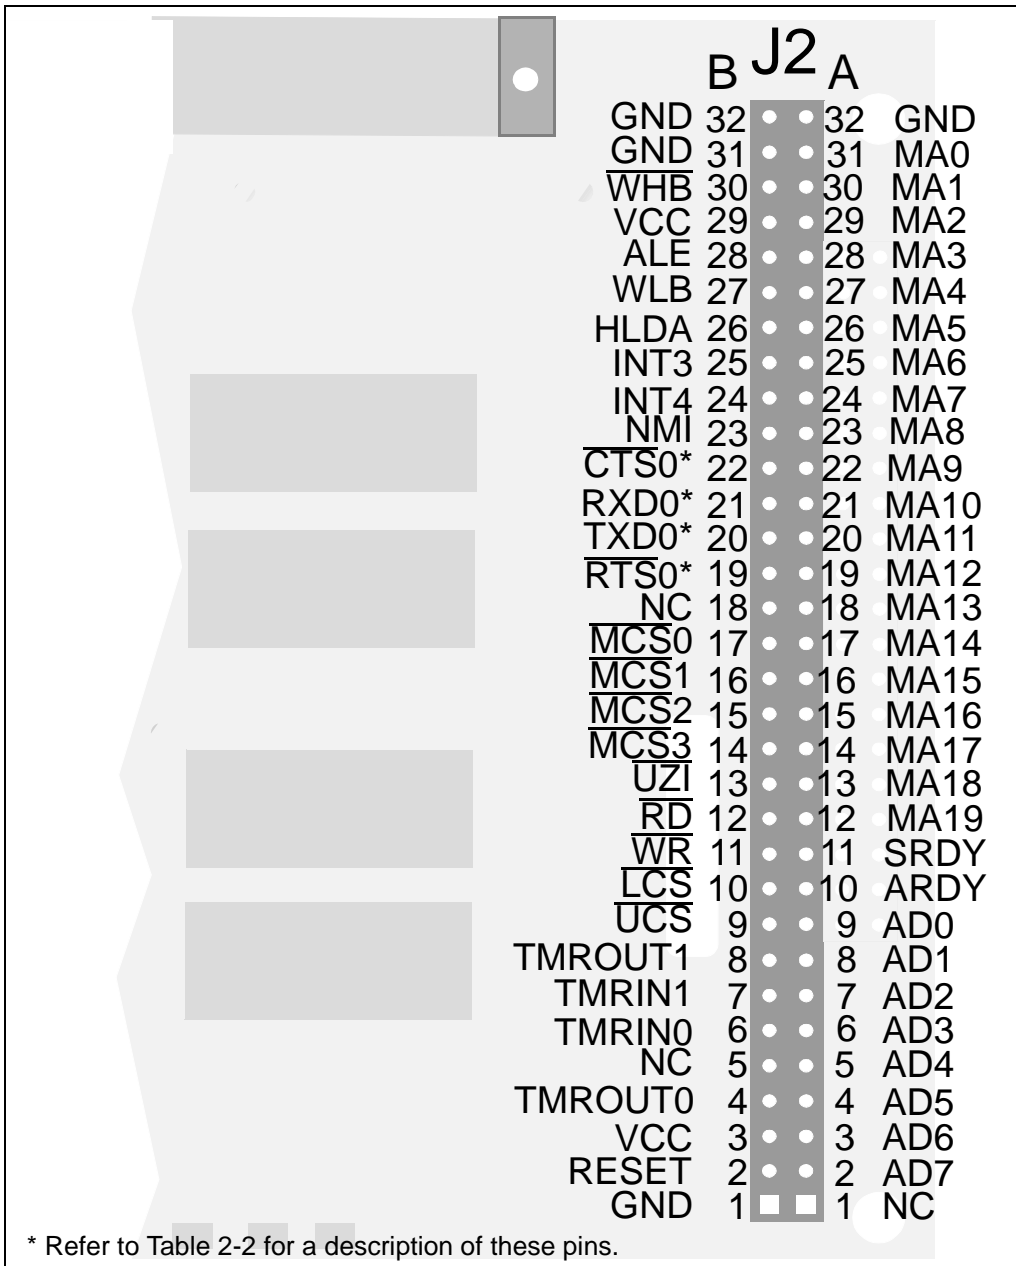 B J2 A
GND 32 32 GND
GND 31 31 MA0
WHB 30 30 MA1
VCC 29 29 MA2
ALE 28 28 MA3
WLB 27 27 MA4
HLDA 26 26 MA5
INT3 25 25 MA6
INT4 24 24 MA7
NMI 23 23 MA8
CTS0* 22 22 MA9
RXD0* 21 21 MA10
TXD0* 20 20 MA11
RTS0* 19 19 MA12
NC 18 18 MA13
MCS0 17 17 MA14
MCS1 16 16 MA15
MCS2 15 15 MA16
MCS3 14 14 MA17
UZI 13 13 MA18
RD 12 12 MA19
WR 11 11 SRDY
LCS 10 10 ARDY
UCS 9 9 AD0
TMROUT1 8 8 AD1
TMRIN1 7 7 AD2
TMRIN0 6 6 AD3
NC 5 5 AD4
TMROUT0 4 4 AD5
VCC 3 3 AD6
RESET 2 2 AD7
GND 1 1 NC
* Refer to Table 2-2 for a description of these pins.